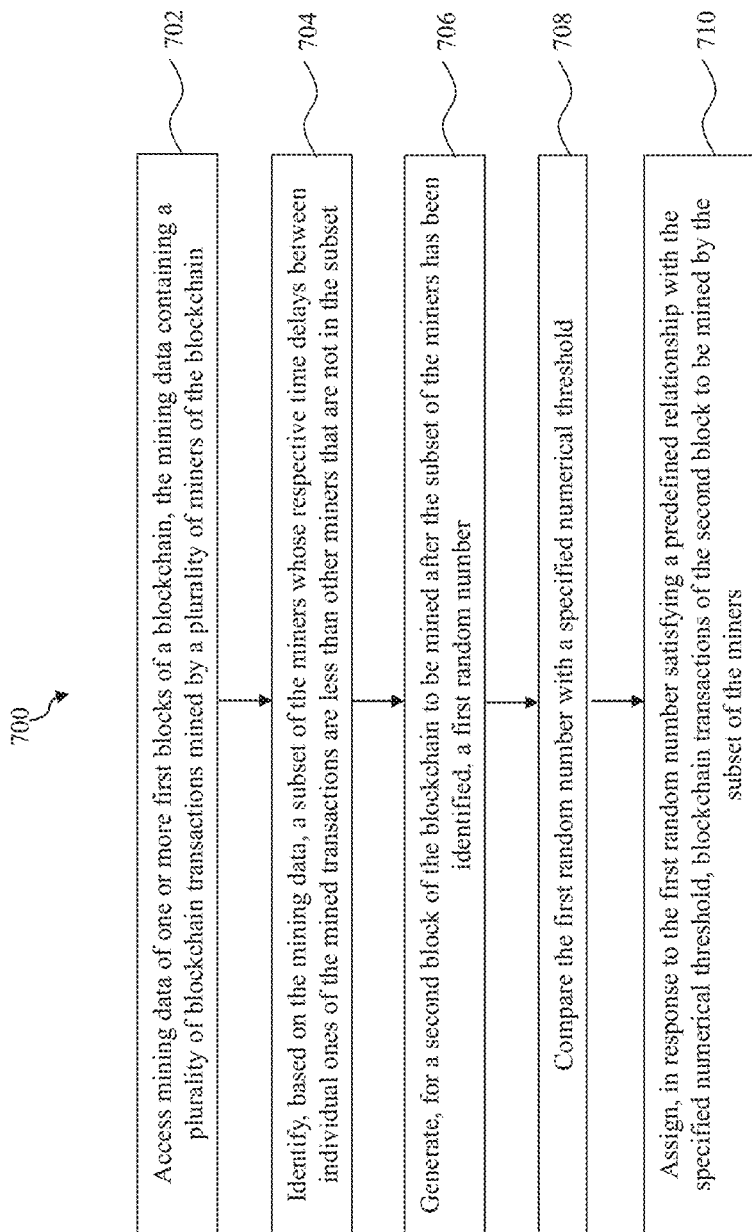 700
Access mining data of one or more first blocks of a blockchain, the mining data containing a
plurality of blockchain transactions mined by a plurality of miners of the blockchain
702
Identify, based on the mining data, a subset of the miners whose respective time delays between
individual ones of the mined transactions are less than other miners that are not in the subset
704
Generate, for a second block of the blockchain to be mined after the subset of the miners has been
identified, a first random number
706
Compare the first random number with a specified numerical threshold
708
Assign, in response to the first random number satisfying a predefined relationship with the
specified numerical threshold, blockchain transactions of the second block to be mined by the
subset of the miners
710